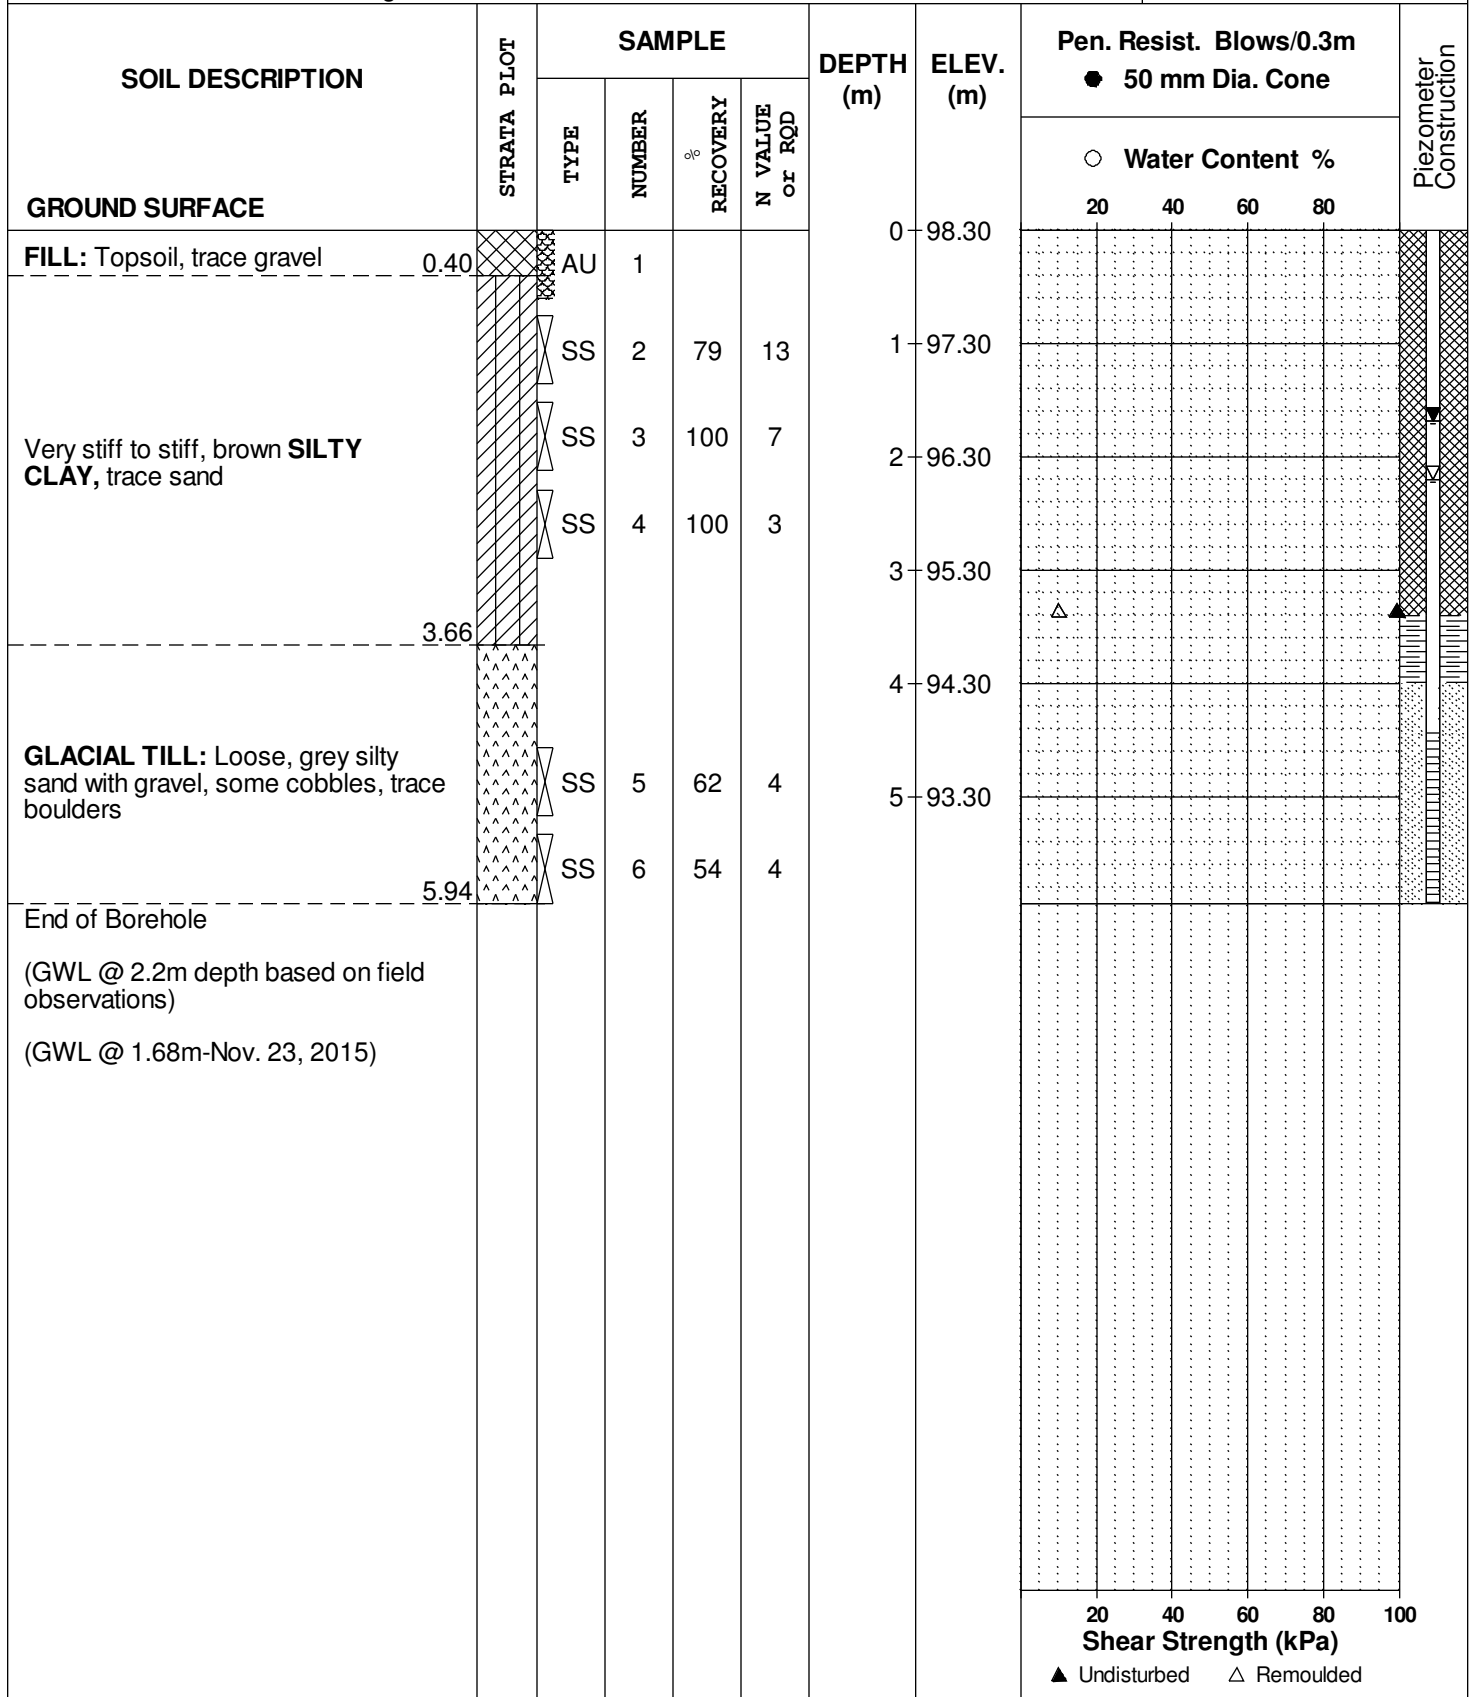 SOIL DESCRIPTION
GROUND SURFACE
STRATA PLOT
SAMPLE
TYPE
NUMBER
% RECOVERY
N VALUE or RQD
DEPTH (m)
ELEV. (m)
Pen. Resist. Blows/0.3m
● 50 mm Dia. Cone
○ Water Content %
20 40 60 80
Piezometer Construction
0 98.30
FILL: Topsoil, trace gravel 0.40
AU 1
SS 2 79 13
1 97.30
SS 3 100 7
Very stiff to stiff, brown SILTY
CLAY, trace sand
2 96.30
SS 4 100 3
3 95.30
3.66
4 94.30
GLACIAL TILL: Loose, grey silty
sand with gravel, some cobbles, trace
boulders
SS 5 62 4
5 93.30
SS 6 54 4
5.94
End of Borehole
(GWL @ 2.2m depth based on field
observations)
(GWL @ 1.68m-Nov. 23, 2015)
20 40 60 80 100
Shear Strength (kPa)
▲ Undisturbed △ Remoulded